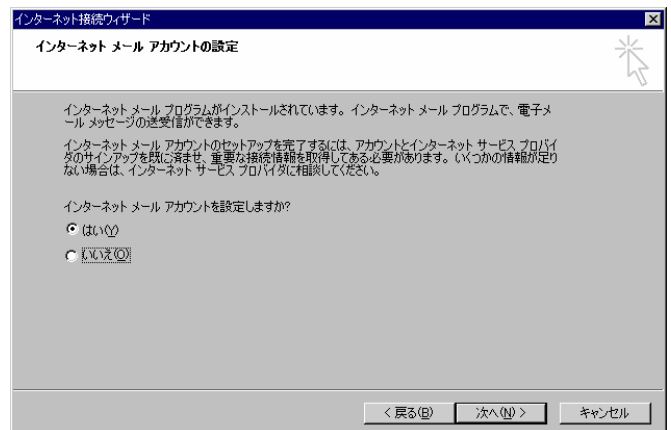 インターネット接続ウィザード
インターネット メール アカウントの設定
インターネット メール プログラムがインストールされています。インターネット メール プログラムで、電子メ
ール メッセージの送受信ができます。
インターネット メール アカウントのセットアップを完了するには、アカウントとインターネット サービス プロバイ
ダのサインアップを既に済ませ、重要な接続情報を取得してある必要があります。いくつかの情報が足り
ない場合は、インターネット サービス プロバイダに相談してください。
インターネット メール アカウントを設定しますか?
はい(Y)
いいえ(O)
< 戻る(B)
次へ(N) >
キャンセル